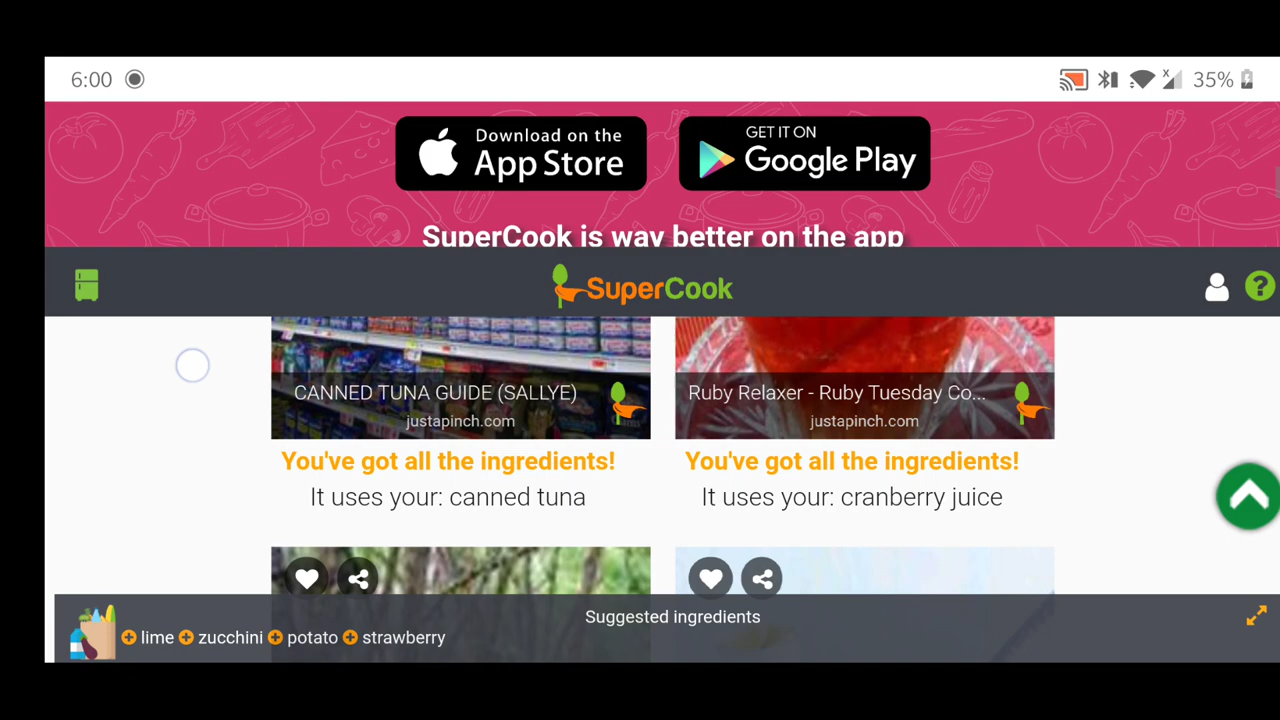 6:00
x
35%
Download on the
App Store
GET IT ON
Google Play
SuperCook is way better on the app
SuperCook
?
CANNED TUNA GUIDE (SALLYE)
justapinch.com
Ruby Relaxer - Ruby Tuesday Co...
justapinch.com
You've got all the ingredients!
It uses your: canned tuna
You've got all the ingredients!
It uses your: cranberry juice
Suggested ingredients
lime zucchini potato strawberry